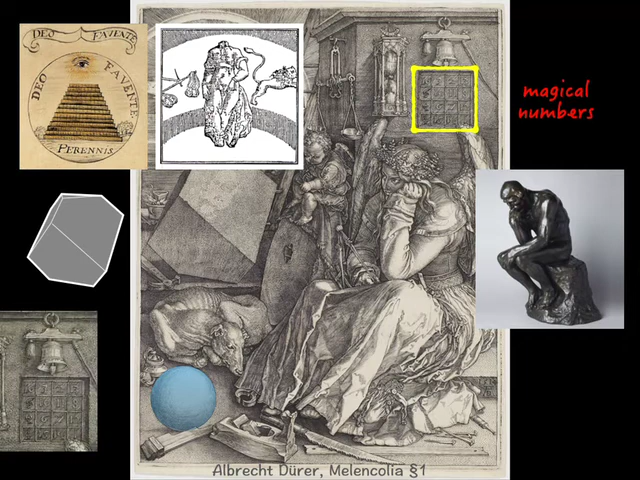 DEO FAVENTE
DEO FAVENTE
PERENNIS
magical
numbers
Albrecht Dürer, Melencolia §1